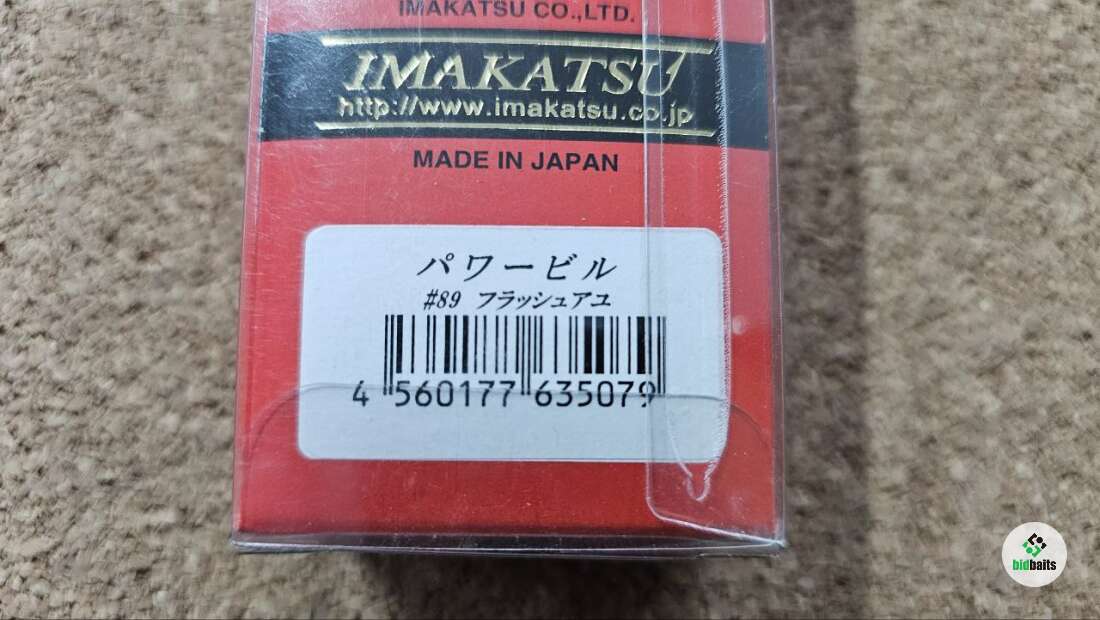 IMAKATSU CO.,LTD.
IMAKATSU
http://www.imakatsu.co.jp
MADE IN JAPAN
パワービル
#89 フラッシュアユ
4 560177 635079
bidbaits